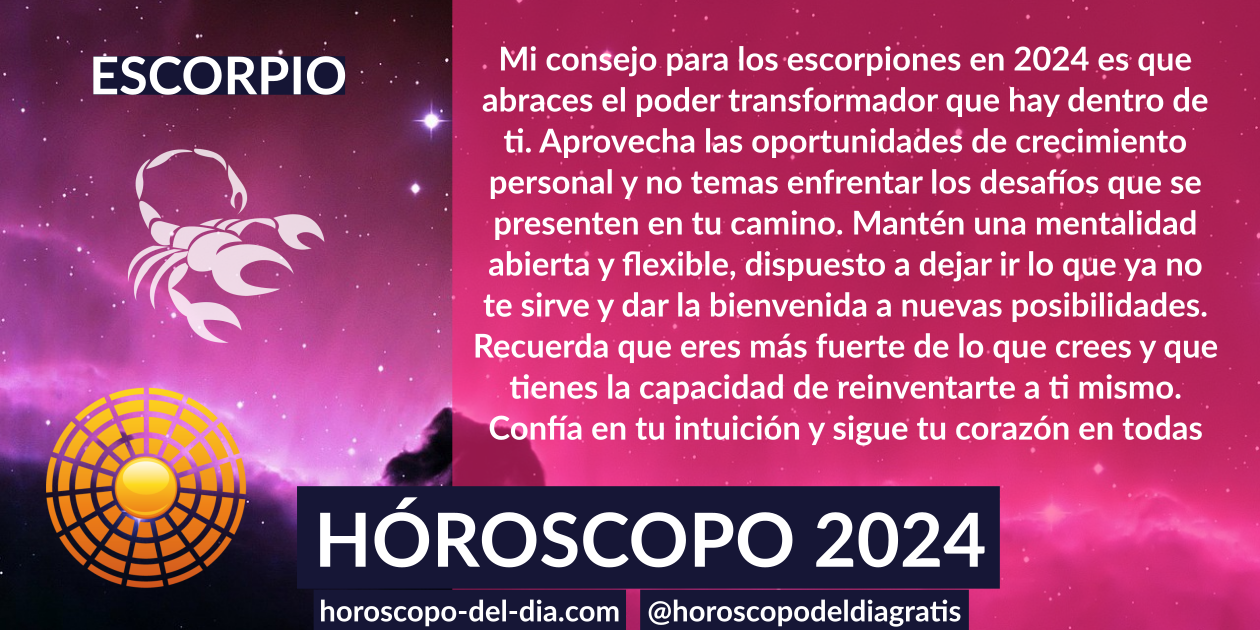 ESCORPIO
Mi consejo para los escorpiones en 2024 es que
abraces el poder transformador que hay dentro de
ti. Aprovecha las oportunidades de crecimiento
personal y no temas enfrentar los desafíos que se
presenten en tu camino. Mantén una mentalidad
abierta y flexible, dispuesto a dejar ir lo que ya no
te sirve y dar la bienvenida a nuevas posibilidades.
Recuerda que eres más fuerte de lo que crees y que
tienes la capacidad de reinventarte a ti mismo.
Confía en tu intuición y sigue tu corazón en todas
HÓROSCOPO 2024
horoscopo-del-dia.com @horoscopodeldiagratis